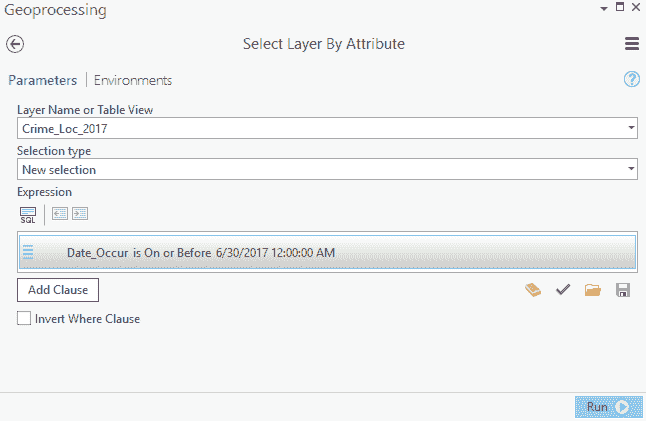 Geoprocessing
Select Layer By Attribute
Parameters | Environments
?
Layer Name or Table View
Crime_Loc_2017
Selection type
New selection
Expression
SQL
Date_Occur is On or Before 6/30/2017 12:00:00 AM
Add Clause
Invert Where Clause
Run